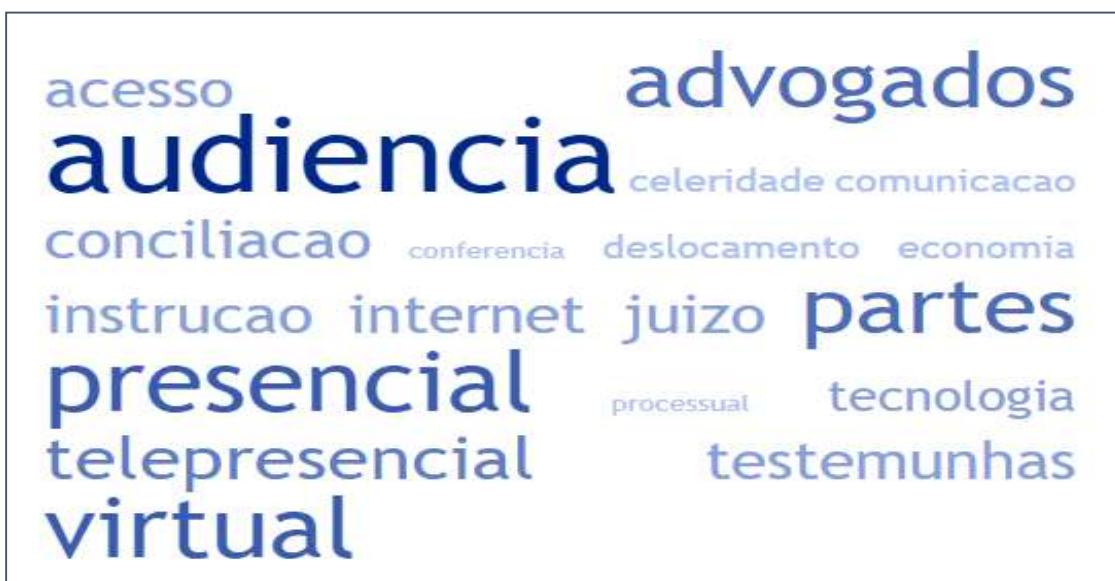 acesso advogados
audiencia celeridade comunicacao
conciliacao conferencia deslocamento economia
instrucao internet juizo partes
presencial processual tecnologia
telepresencial testemunhas
virtual